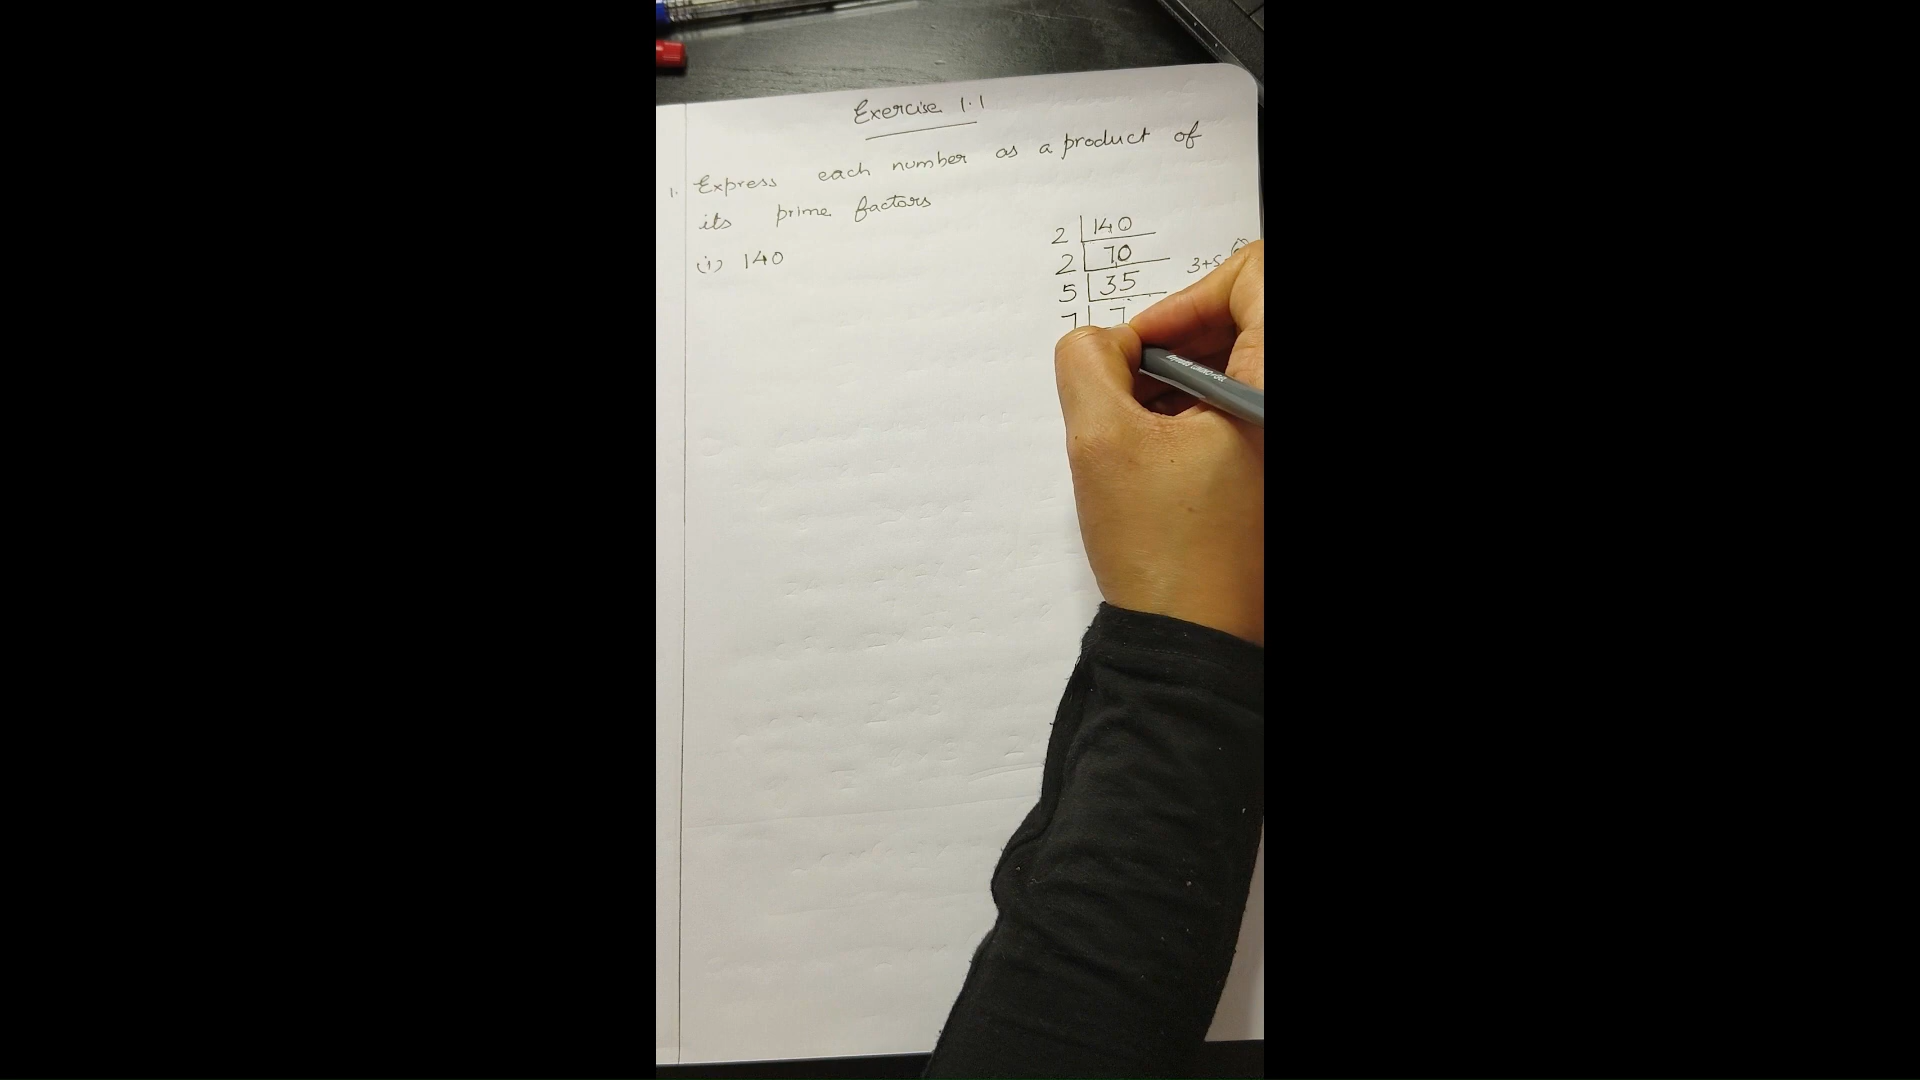 Exercise 1.1
1. Express each number as a product of
its prime factors
(i) 140
2 140
2 70
5 35
7 7
3+5